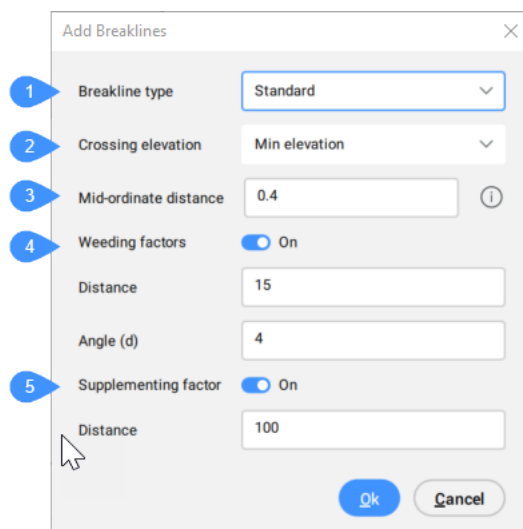 Add Breaklines
1 Breakline type Standard
2 Crossing elevation Min elevation
3 Mid-ordinate distance 0.4 i
4 Weeding factors On
Distance 15
Angle (d) 4
5 Supplementing factor On
Distance 100
Ok Cancel